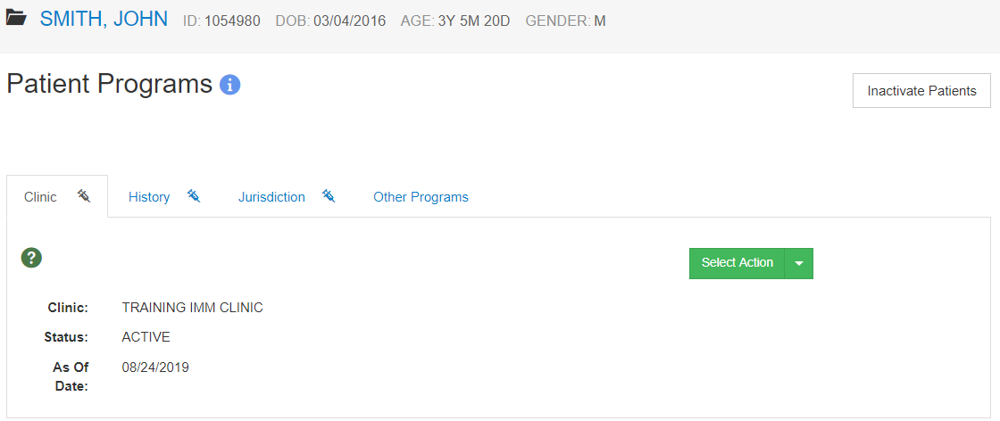 SMITH, JOHN ID: 1054980 DOB: 03/04/2016 AGE: 3Y 5M 20D GENDER: M
Patient Programs i
Inactivate Patients
Clinic History Jurisdiction Other Programs
?
Select Action
Clinic: TRAINING IMM CLINIC
Status: ACTIVE
As Of 08/24/2019
Date: